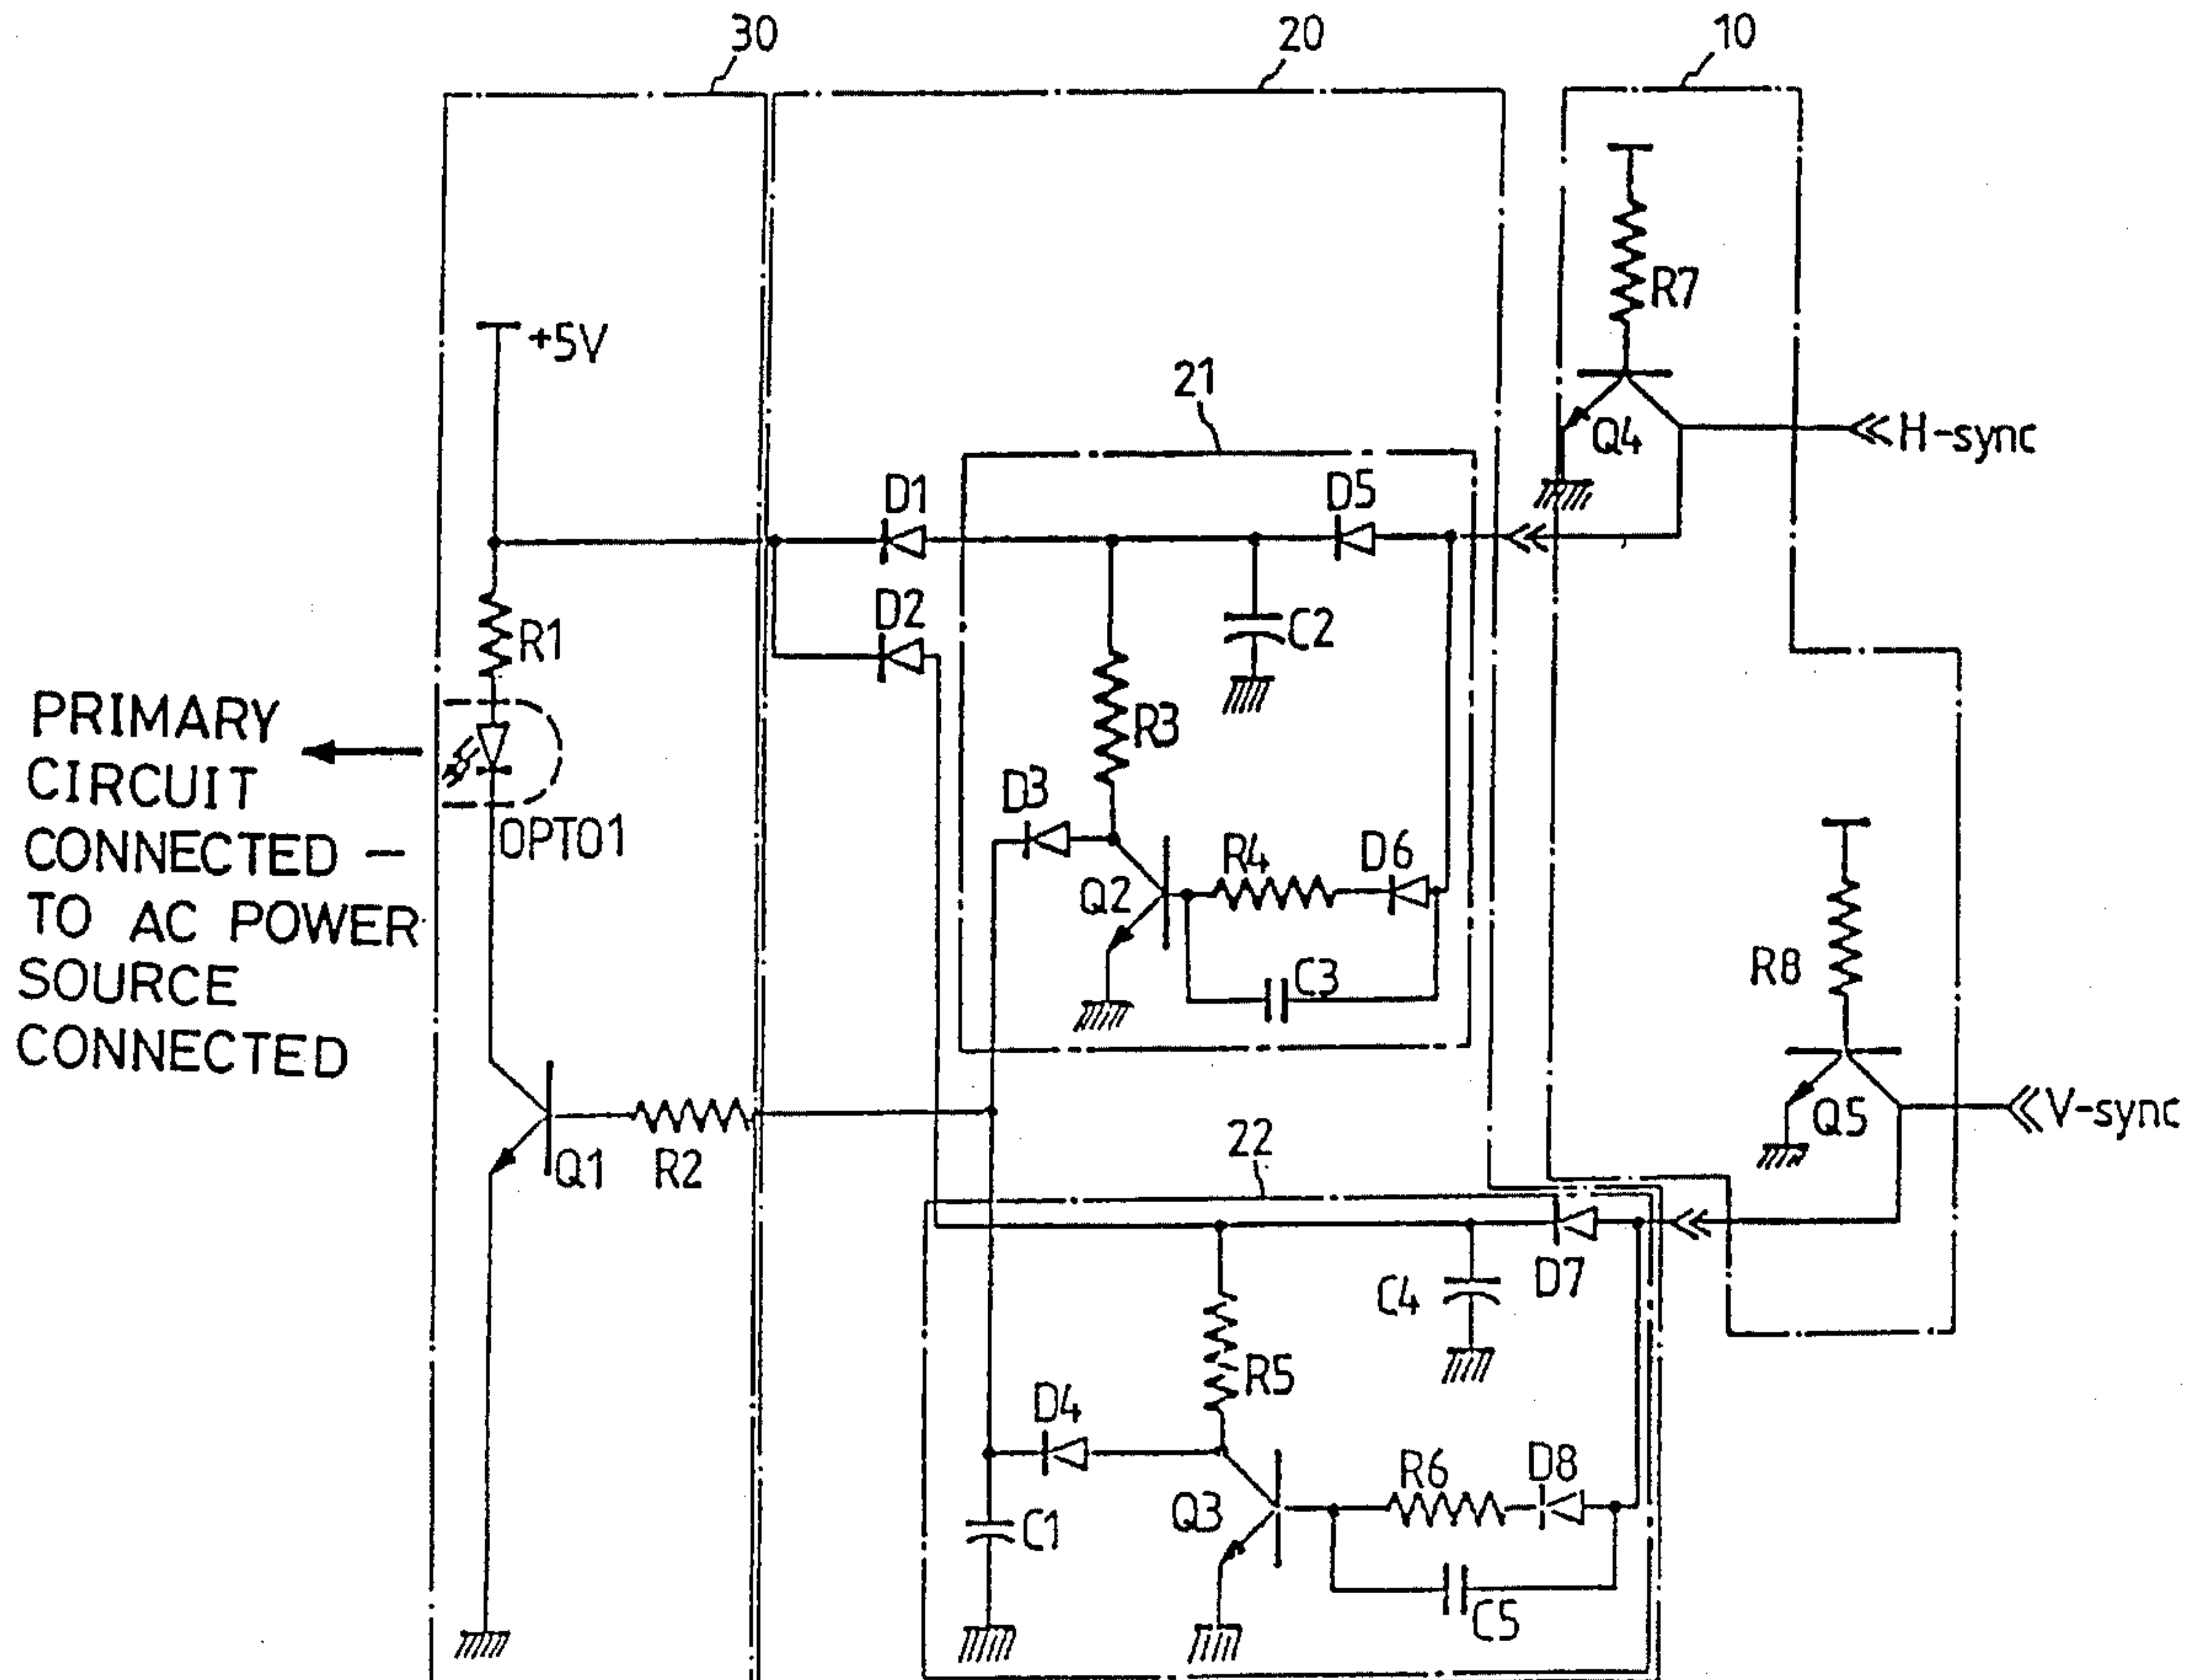 30
20
10
R7
+5V
21
Q4
H-sync
D1
D5
D2
C2
R1
R3
PRIMARY
CIRCUIT
CONNECTED –
TO AC POWER
SOURCE
CONNECTED
OPTO1
D3
R4
D6
Q2
C3
R8
Q1
R2
Q5
V-sync
22
D7
C4
R5
D4
R6
D8
Q3
C1
C5